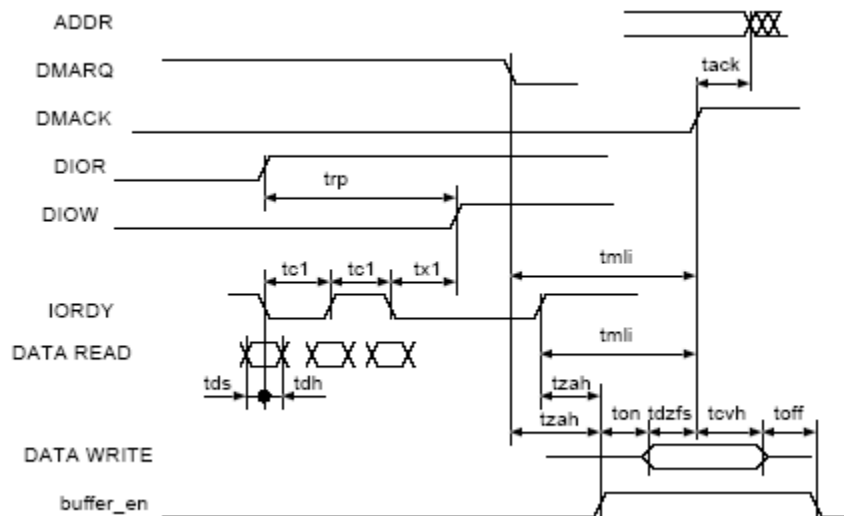 ADDR
DMARQ
tack
DMACK
DIOR
trp
DIOW
tc1 tc1 tx1 tmli
IORDY
DATA READ
tmli
tds tdh tzah
tzah ton tdzfs tcvh toff
DATA WRITE
buffer_en